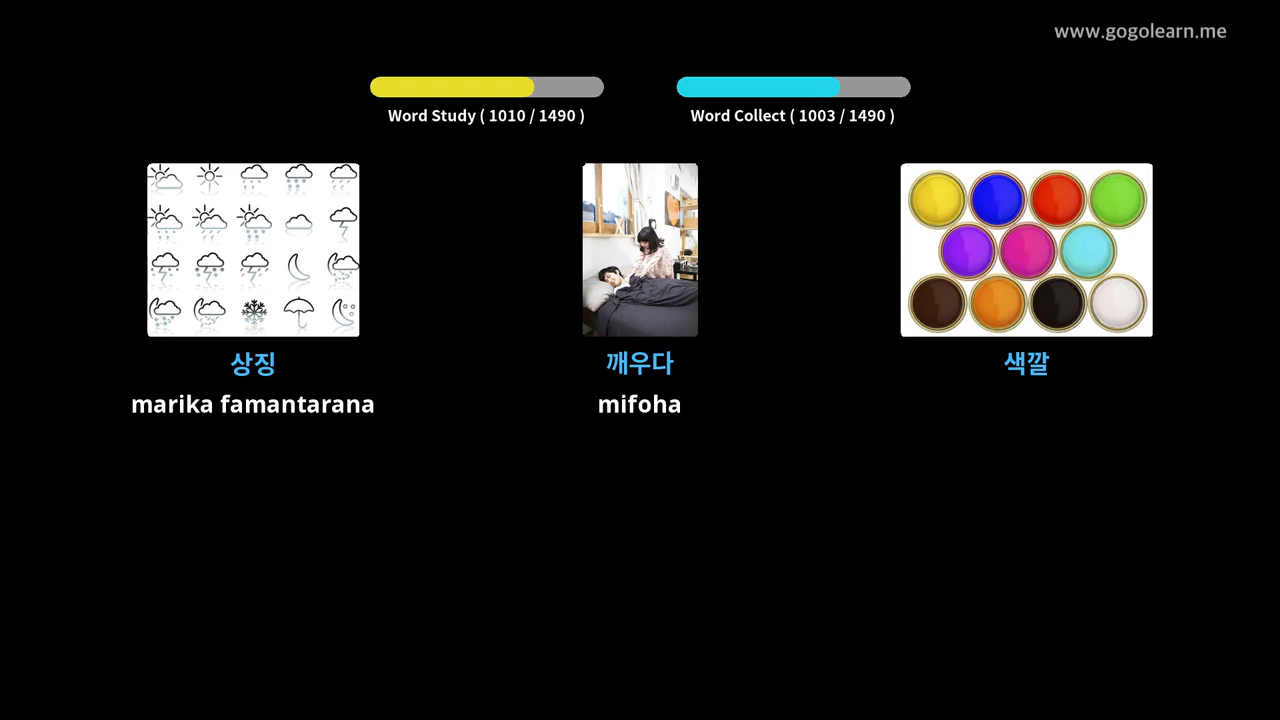 www.gogolearn.me
Word Study ( 1010 / 1490 )
Word Collect ( 1003 / 1490 )
상징
깨우다
색깔
marika famantarana
mifoha